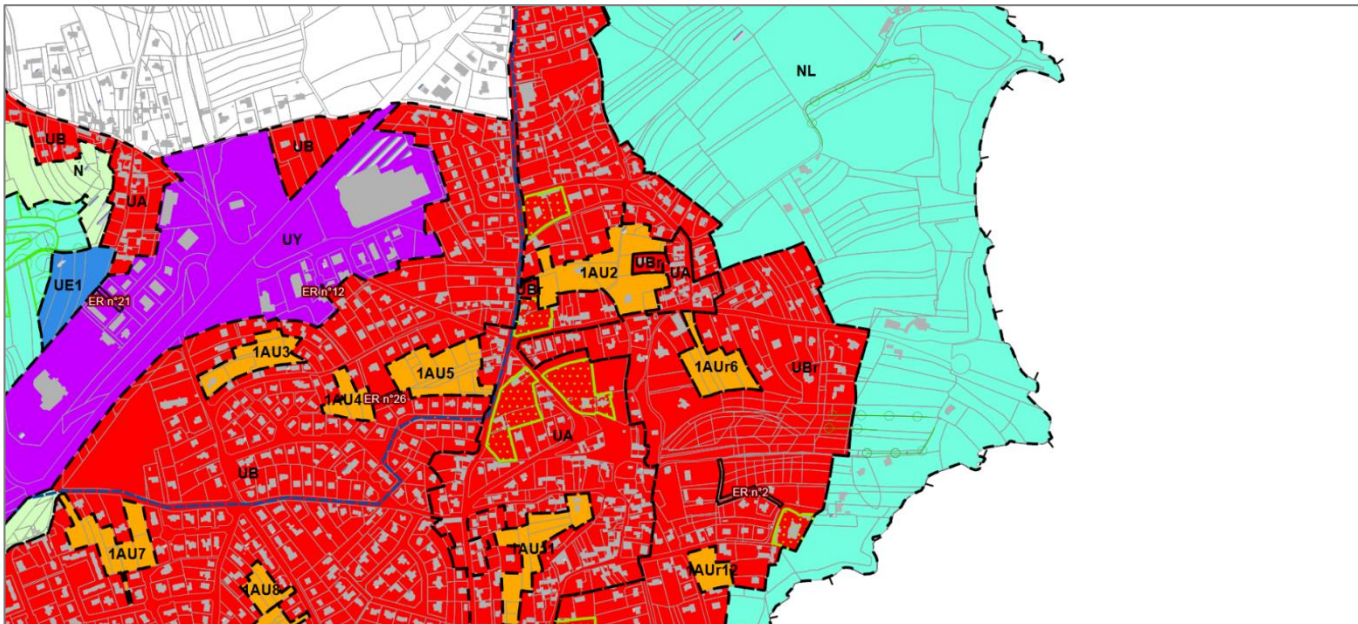 NL
UB
UB
N
UA
UY
1AU2
UBr
UA
UE1
ER n°21
ER n°12
UBr
1AU3
1AU5
1AUr6
UBr
1AU4
ER n°26
UA
UB
ER n°2
1AU7
1AU11
1AU8
1AUr12